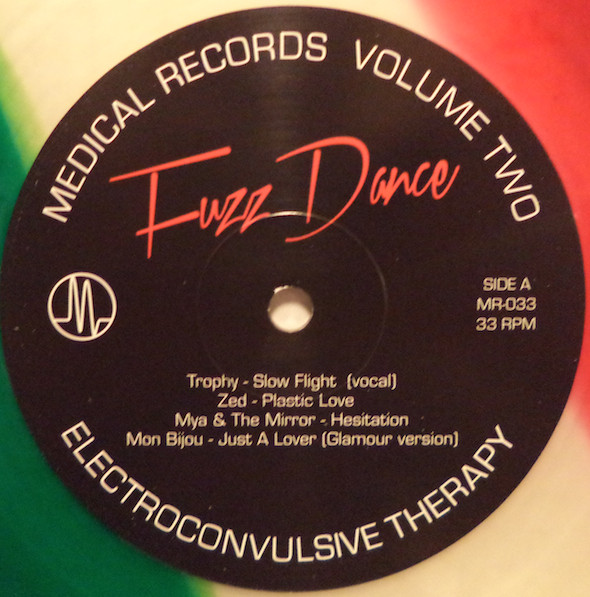 MEDICAL RECORDS VOLUME TWO
Fuzz Dance
SIDE A
MR-033
33 RPM
Trophy - Slow Flight (vocal)
Zed - Plastic Love
Mya & The Mirror - Hesitation
Mon Bijou - Just A Lover (Glamour version)
ELECTROCONVULSIVE THERAPY